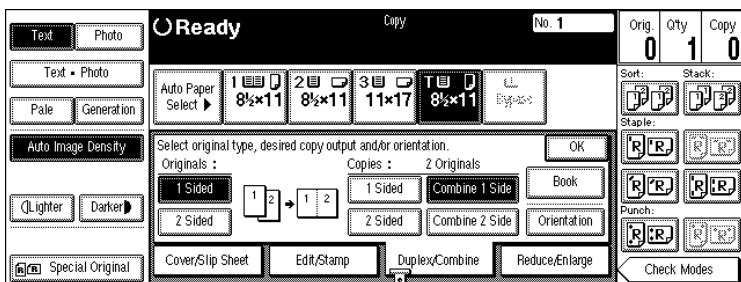 Text Photo
Text • Photo
Pale Generation
Auto Image Density
Lighter Darker
Special Original
Ready
Copy
No. 1
Auto Paper Select ▶
1 8½×11
2 8½×11
3 11×17
T 8½×11
Bypass
Select original type, desired copy output and/or orientation.
OK
Originals : Copies : 2 Originals
1 Sided 1 2 → 1 2 1 Sided Combine 1 Side Book
2 Sided 2 Sided Combine 2 Side Orientation
Cover/Slip Sheet Edit/Stamp Duplex/Combine Reduce/Enlarge
Orig. Q'ty Copy
0 1 0
Sort: Stack:
Staple:
Punch:
Check Modes